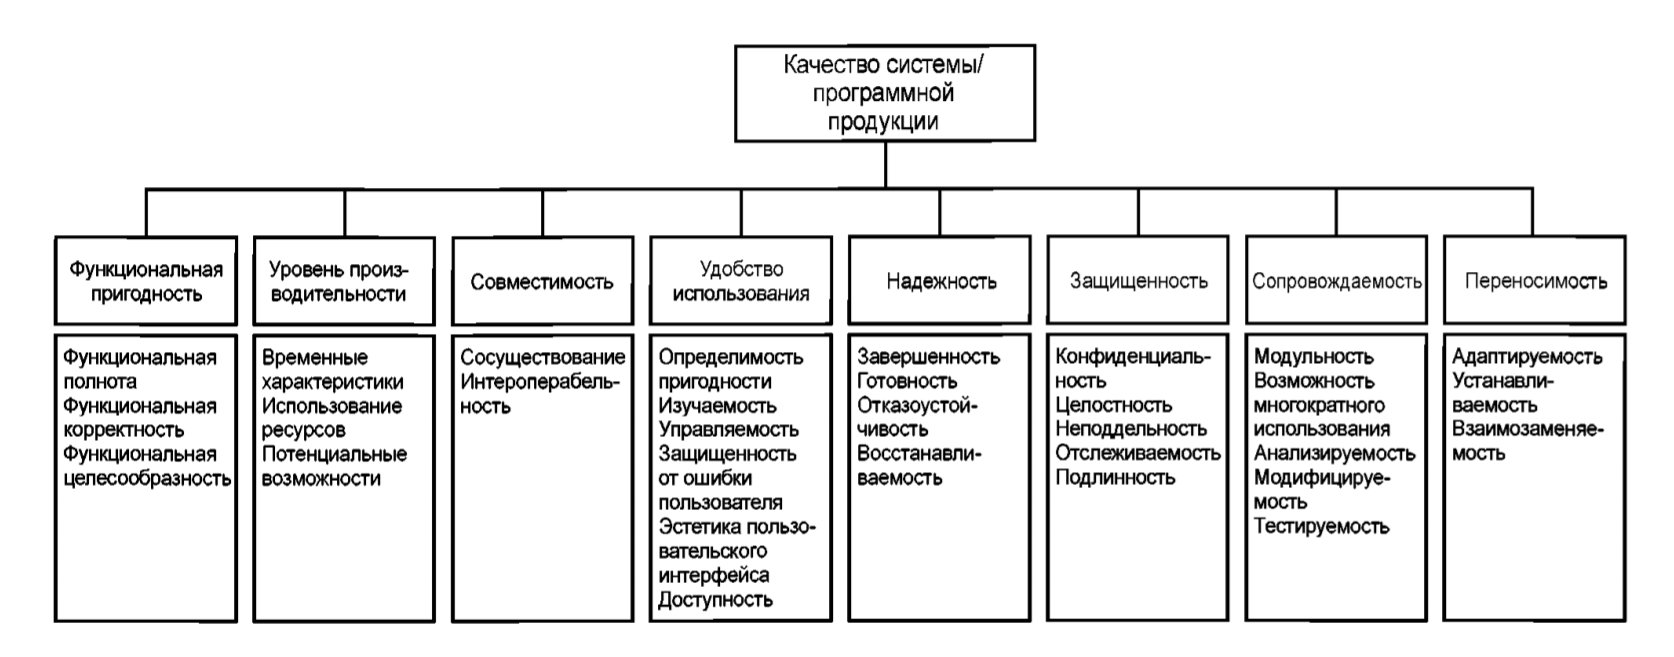 Качество системы/
программной
продукции
Функциональная
пригодность
Уровень произ-
водительности
Совместимость
Удобство
использования
Надежность
Защищенность
Сопровождаемость
Переносимость
Функциональная
полнота
Функциональная
корректность
Функциональная
целесообразность
Временные
характеристики
Использование
ресурсов
Потенциальные
возможности
Сосуществование
Интероперабель-
ность
Определимость
пригодности
Изучаемость
Управляемость
Защищенность
от ошибки
пользователя
Эстетика пользо-
вательского
интерфейса
Доступность
Завершенность
Готовность
Отказоустой-
чивость
Восстанавли-
ваемость
Конфиденциаль-
ность
Целостность
Неподдельность
Отслеживаемость
Подлинность
Модульность
Возможность
многократного
использования
Анализируемость
Модифицируе-
мость
Тестируемость
Адаптируемость
Устанавли-
ваемость
Взаимозаменяе-
мость